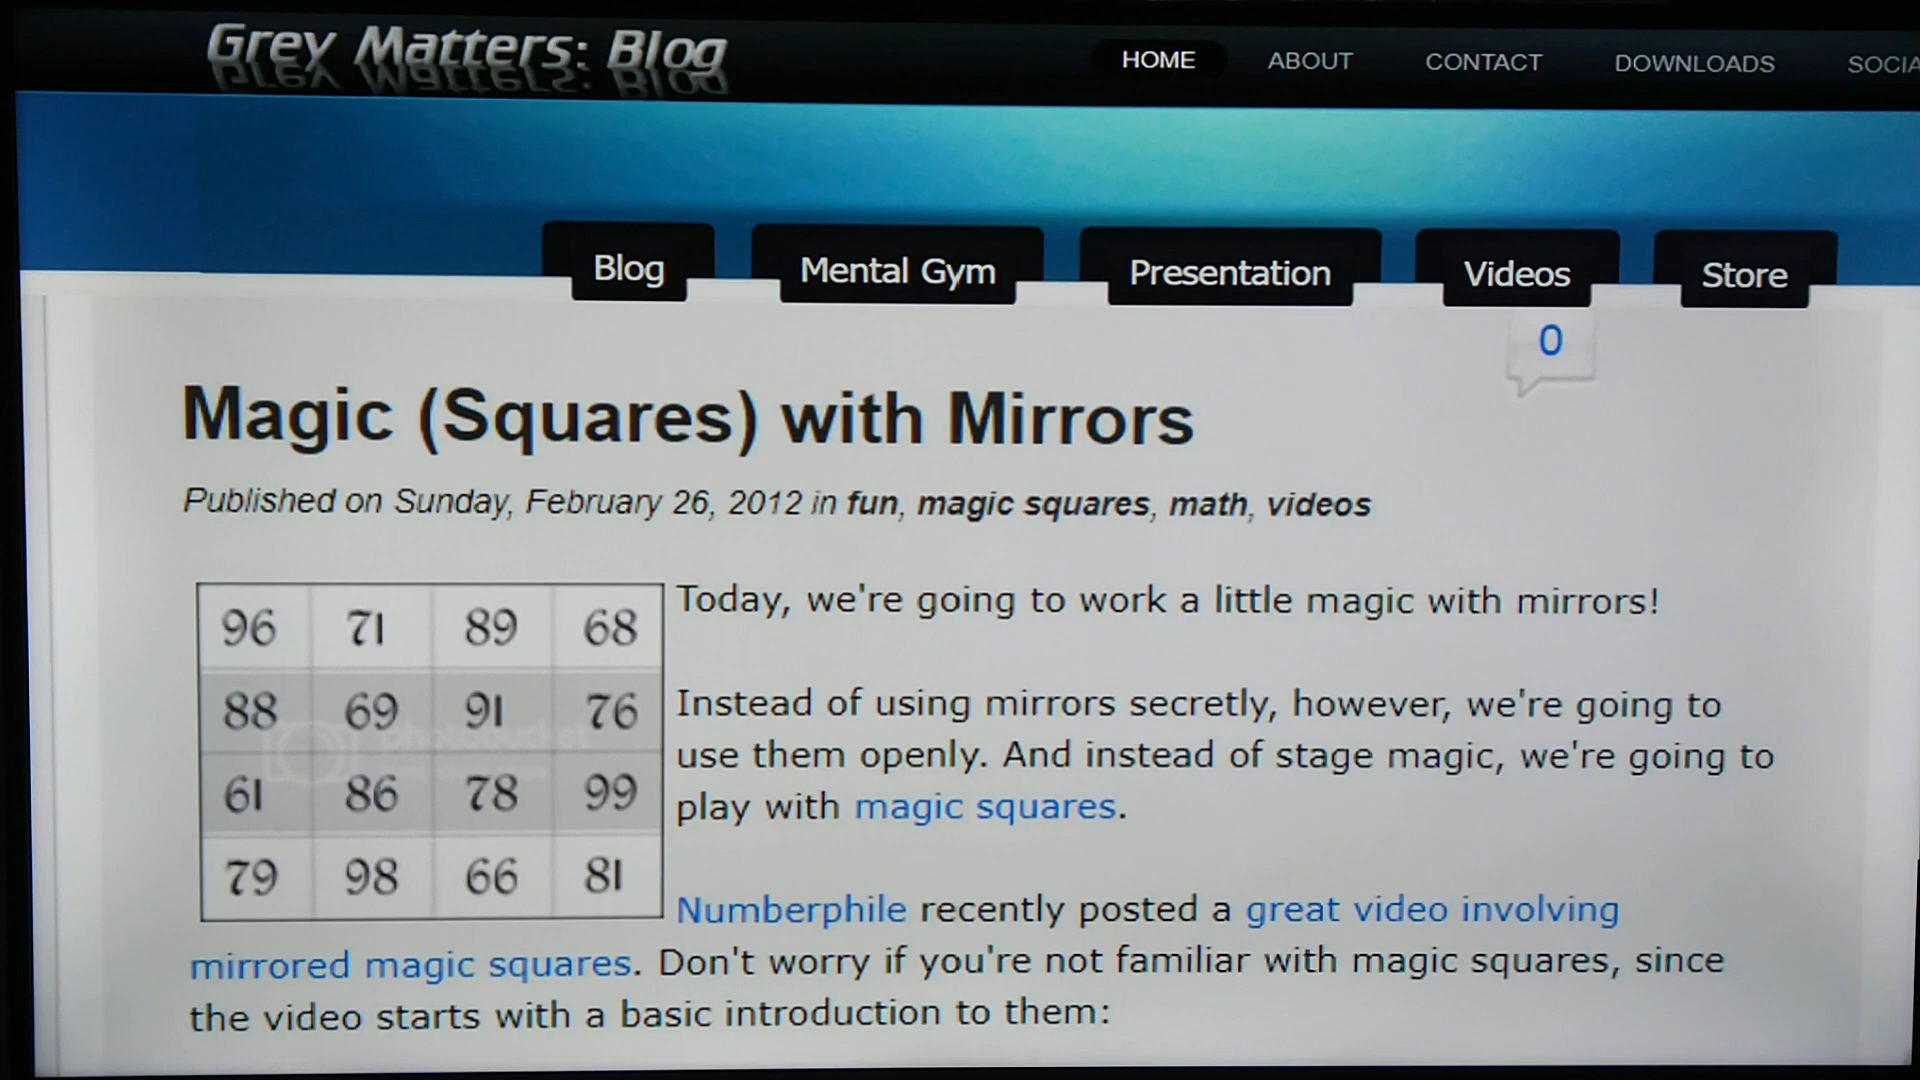 Grey Matters: Blog
HOME ABOUT CONTACT DOWNLOADS SOCIA
Blog Mental Gym Presentation Videos Store
0
Magic (Squares) with Mirrors
Published on Sunday, February 26, 2012 in fun, magic squares, math, videos
96 71 89 68
88 69 91 76
61 86 78 99
79 98 66 81
photobucket
Today, we're going to work a little magic with mirrors!
Instead of using mirrors secretly, however, we're going to
use them openly. And instead of stage magic, we're going to
play with magic squares.
Numberphile recently posted a great video involving
mirrored magic squares. Don't worry if you're not familiar with magic squares, since
the video starts with a basic introduction to them: